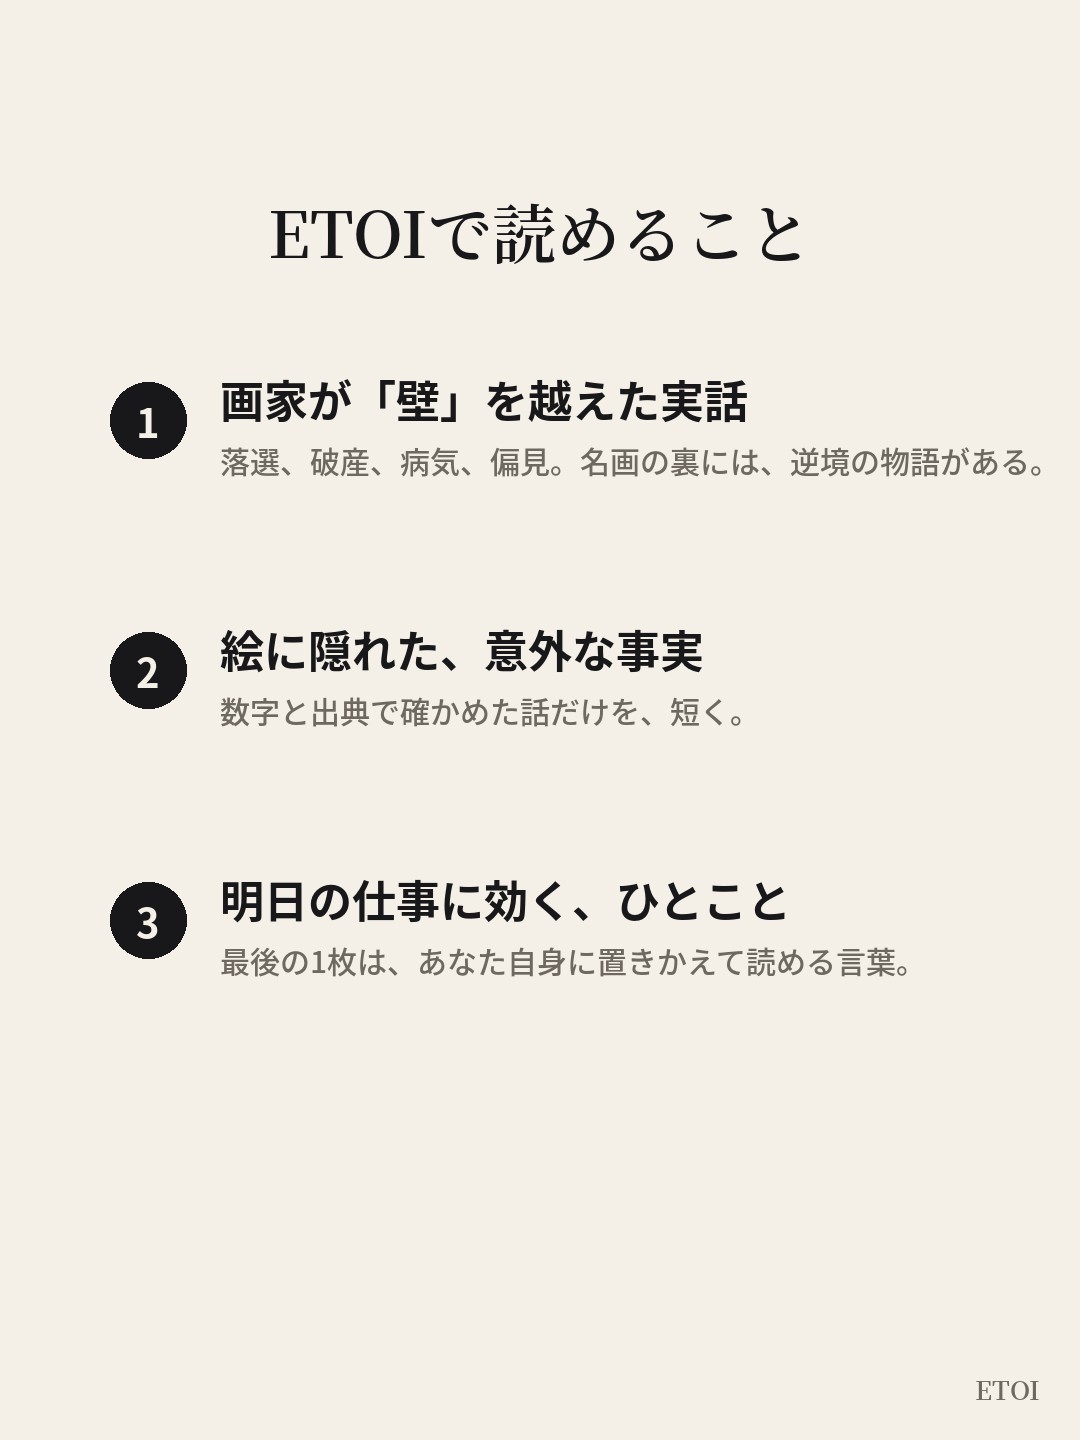 ETOIで読めること
1
画家が「壁」を越えた実話
落選、破産、病気、偏見。名画の裏には、逆境の物語がある。
2
絵に隠れた、意外な事実
数字と出典で確かめた話だけを、短く。
3
明日の仕事に効く、ひとこと
最後の1枚は、あなた自身に置きかえて読める言葉。
ETOI